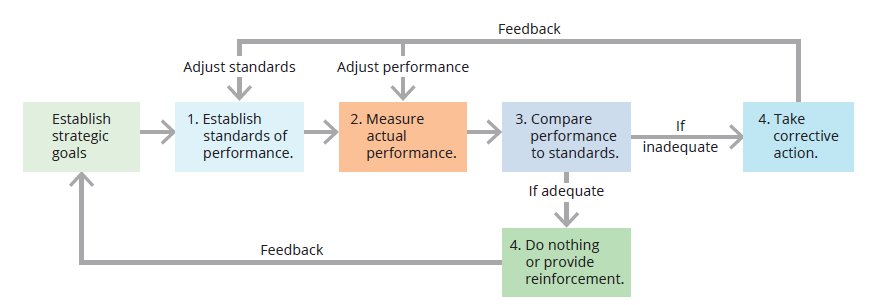 Feedback
Adjust standards
Adjust performance
Establish
strategic
goals
1. Establish
standards of
performance.
2. Measure
actual
performance.
3. Compare
performance
to standards.
If
inadequate
4. Take
corrective
action.
If adequate
4. Do nothing
or provide
reinforcement.
Feedback